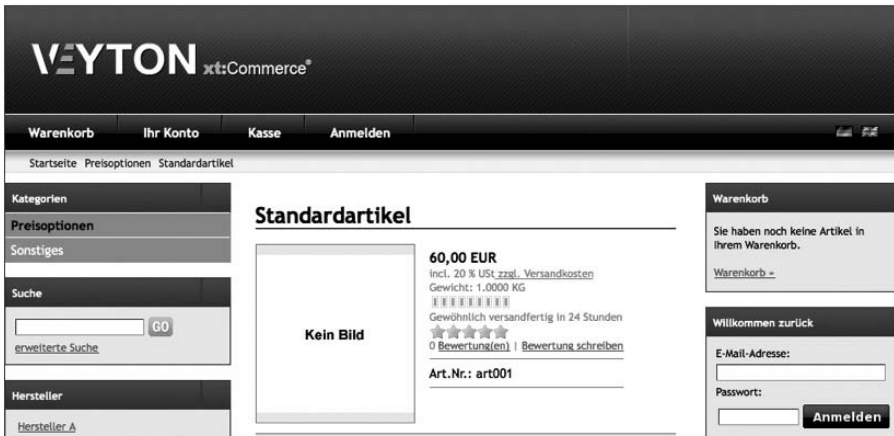 VEYTON xt:Commerce®
Warenkorb Ihr Konto Kasse Anmelden
Startseite Preisoptionen Standardartikel
Kategorien
Preisoptionen
Sonstiges
Suche
GO
erweiterte Suche
Hersteller
Hersteller A
Standardartikel
Kein Bild
60,00 EUR
incl. 20 % USt zzgl. Versandkosten
Gewicht: 1.0000 KG
Gewöhnlich versandfertig in 24 Stunden
0 Bewertung(en) | Bewertung schreiben
Art.Nr.: art001
Warenkorb
Sie haben noch keine Artikel in
Ihrem Warenkorb.
Warenkorb »
Willkommen zurück
E-Mail-Adresse:
Passwort:
Anmelden